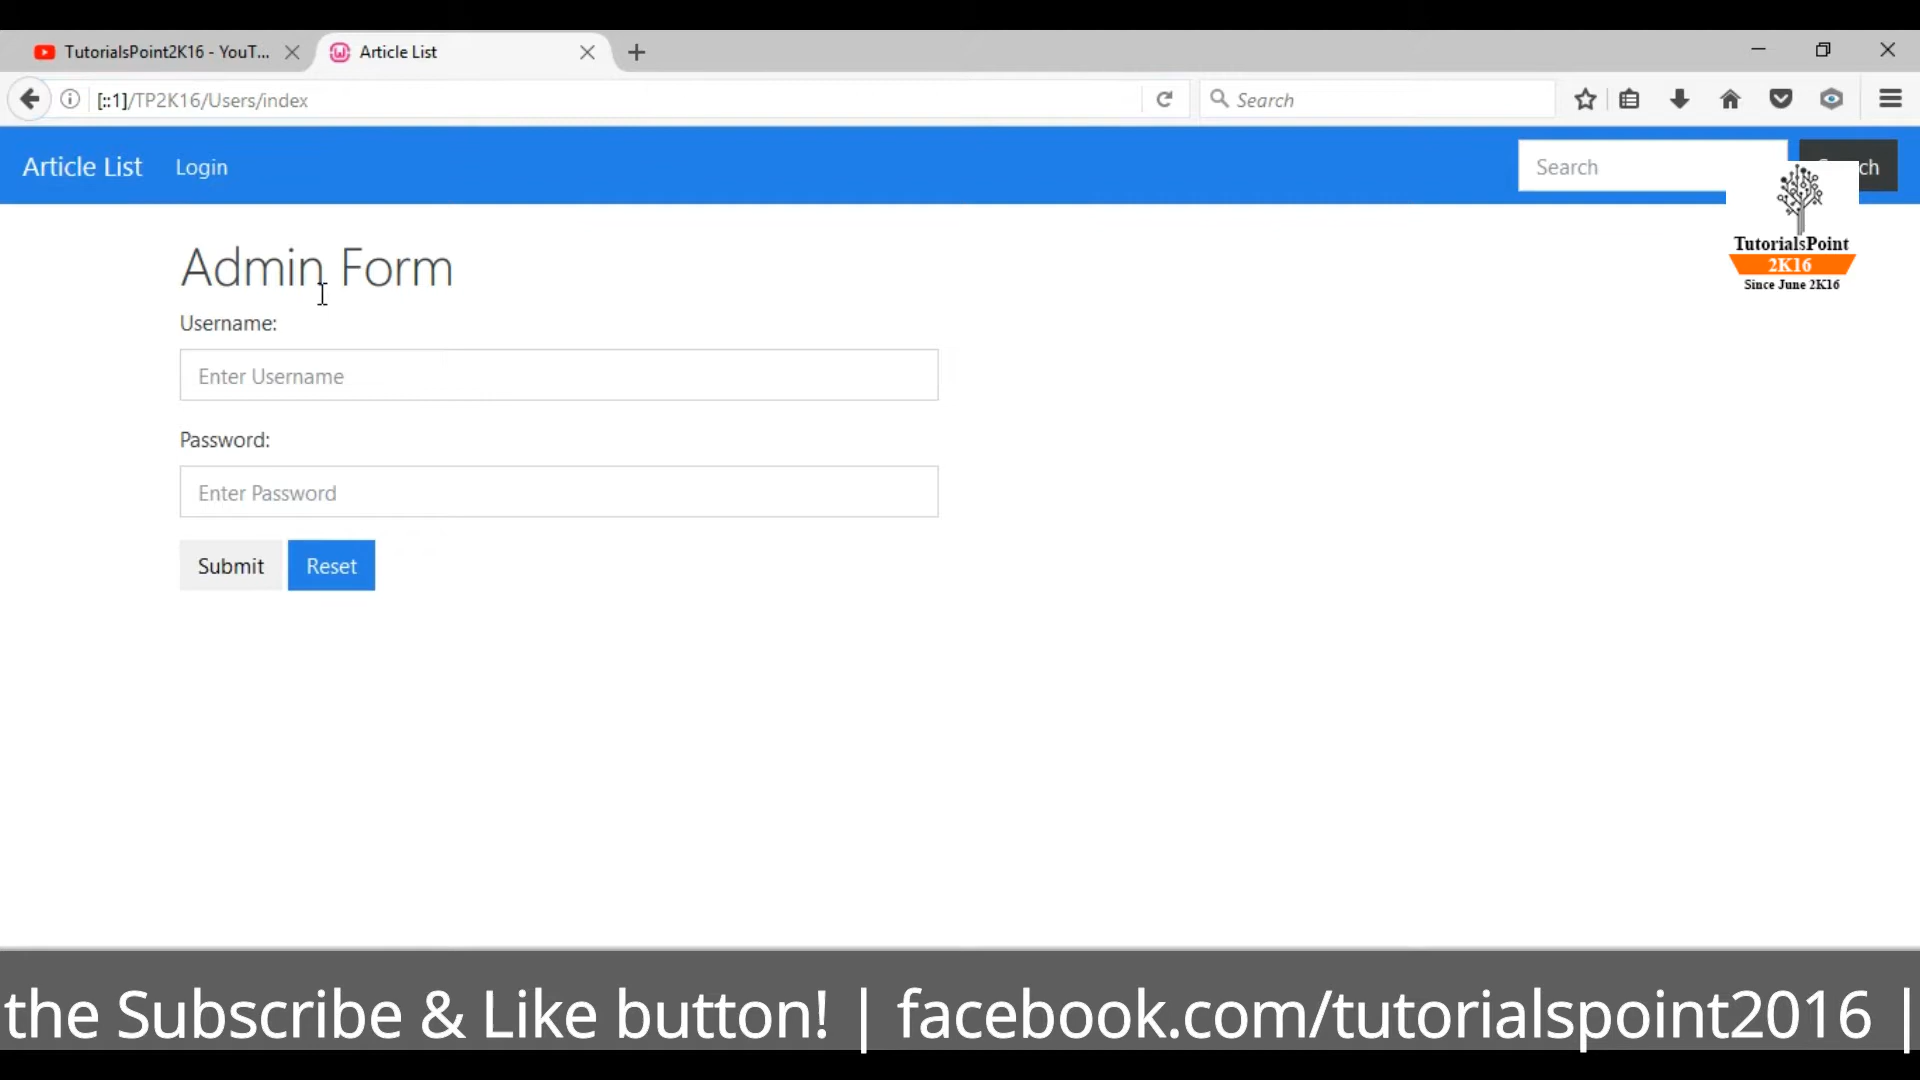 TutorialsPoint2K16 - YouT...
Article List
[::1]/TP2K16/Users/index
Search
Article List
Login
Search
ch
TutorialsPoint
2K16
Since June 2K16
Admin Form
Username:
Enter Username
Password:
Enter Password
Submit
Reset
the Subscribe & Like button! | facebook.com/tutorialspoint2016 |